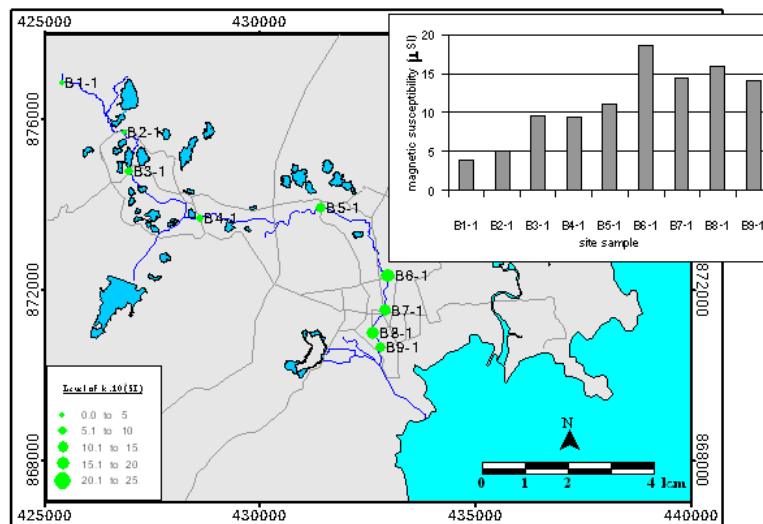 425000
430000
magnetic susceptibility (µSI)
20
15
10
5
0
B1-1 B2-1 B3-1 B4-1 B5-1 B6-1 B7-1 B8-1 B9-1
site sample
876000
872000
868000
872000
868000
B1-1
B2-1
B3-1
B4-1
B5-1
B6-1
B7-1
B8-1
B9-1
Level of k.10(SI)
0.0 to 5
5.1 to 10
10.1 to 15
15.1 to 20
20.1 to 25
N
0 1 2 4 km
425000
430000
435000
440000